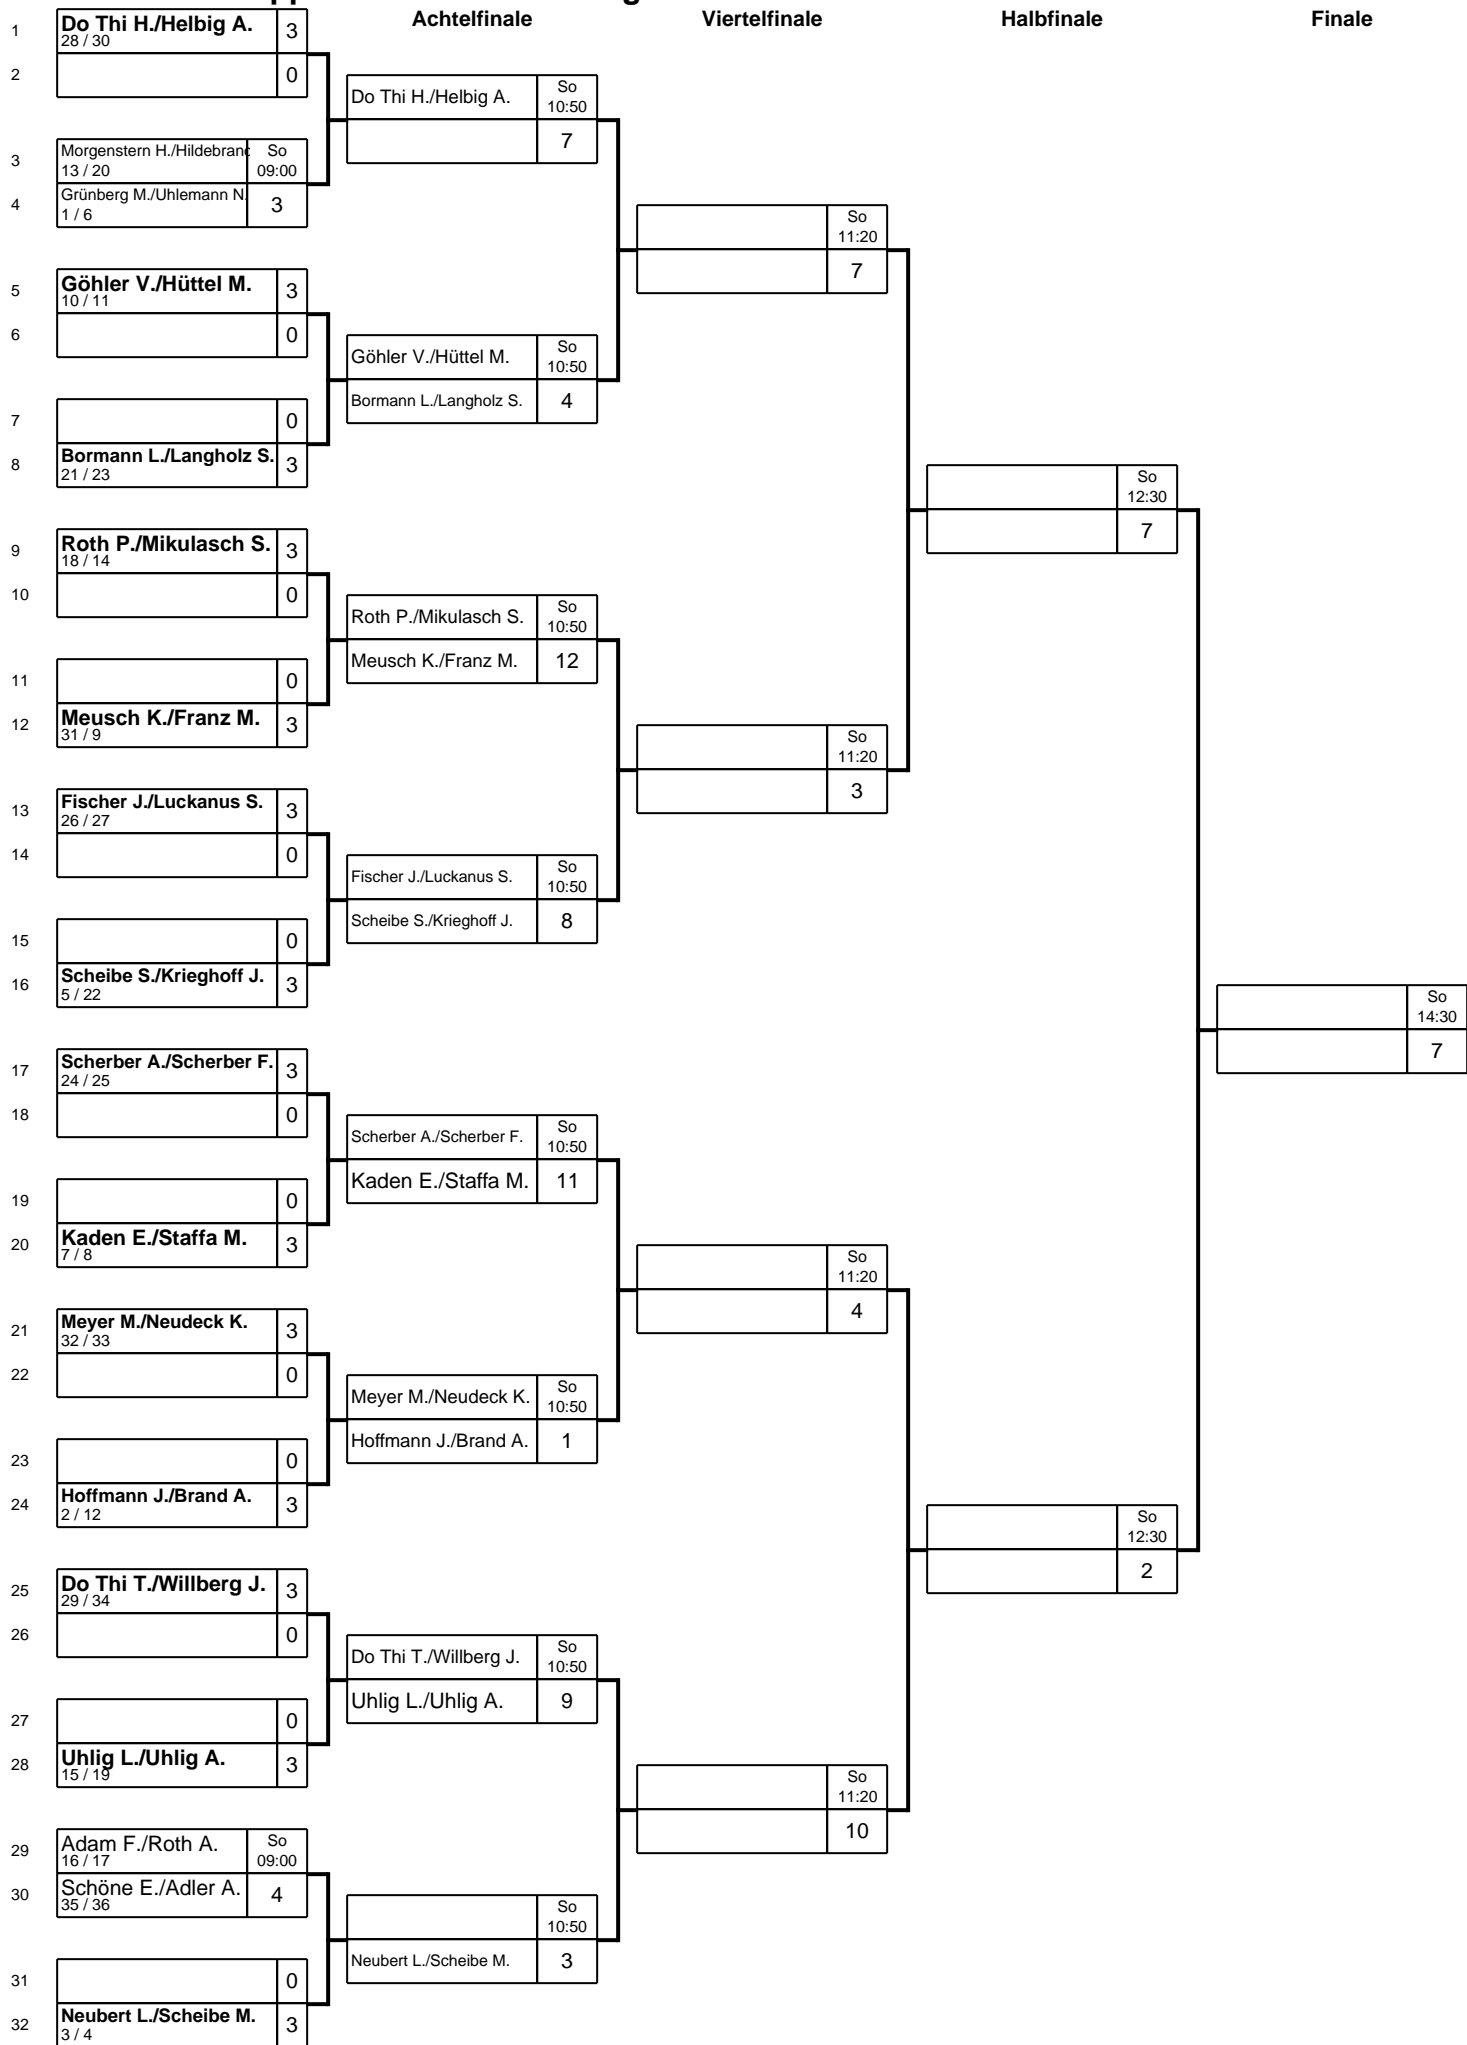 Achtelfinale
Viertelfinale
Halbfinale
Finale
1
Do Thi H./Helbig A.
28 / 30
3
2
0
3
Morgenstern H./Hildebrand
13 / 20
So
09:00
4
Grünberg M./Uhlemann N.
1 / 6
3
5
Göhler V./Hüttel M.
10 / 11
3
6
0
7
0
8
Bormann L./Langholz S.
21 / 23
3
9
Roth P./Mikulasch S.
18 / 14
3
10
0
11
0
12
Meusch K./Franz M.
31 / 9
3
13
Fischer J./Luckanus S.
26 / 27
3
14
0
15
0
16
Scheibe S./Krieghoff J.
5 / 22
3
17
Scherber A./Scherber F.
24 / 25
3
18
0
19
0
20
Kaden E./Staffa M.
7 / 8
3
21
Meyer M./Neudeck K.
32 / 33
3
22
0
23
0
24
Hoffmann J./Brand A.
2 / 12
3
25
Do Thi T./Willberg J.
29 / 34
3
26
0
27
0
28
Uhlig L./Uhlig A.
15 / 19
3
29
Adam F./Roth A.
16 / 17
So
09:00
30
Schöne E./Adler A.
35 / 36
4
31
0
32
Neubert L./Scheibe M.
3 / 4
3
Do Thi H./Helbig A.
So
10:50
7
Göhler V./Hüttel M.
So
10:50
Bormann L./Langholz S.
4
Roth P./Mikulasch S.
So
10:50
Meusch K./Franz M.
12
Fischer J./Luckanus S.
So
10:50
Scheibe S./Krieghoff J.
8
Scherber A./Scherber F.
So
10:50
Kaden E./Staffa M.
11
Meyer M./Neudeck K.
So
10:50
Hoffmann J./Brand A.
1
Do Thi T./Willberg J.
So
10:50
Uhlig L./Uhlig A.
9
So
10:50
Neubert L./Scheibe M.
3
So
11:20
7
So
11:20
3
So
11:20
4
So
11:20
10
So
12:30
7
So
12:30
2
So
14:30
7